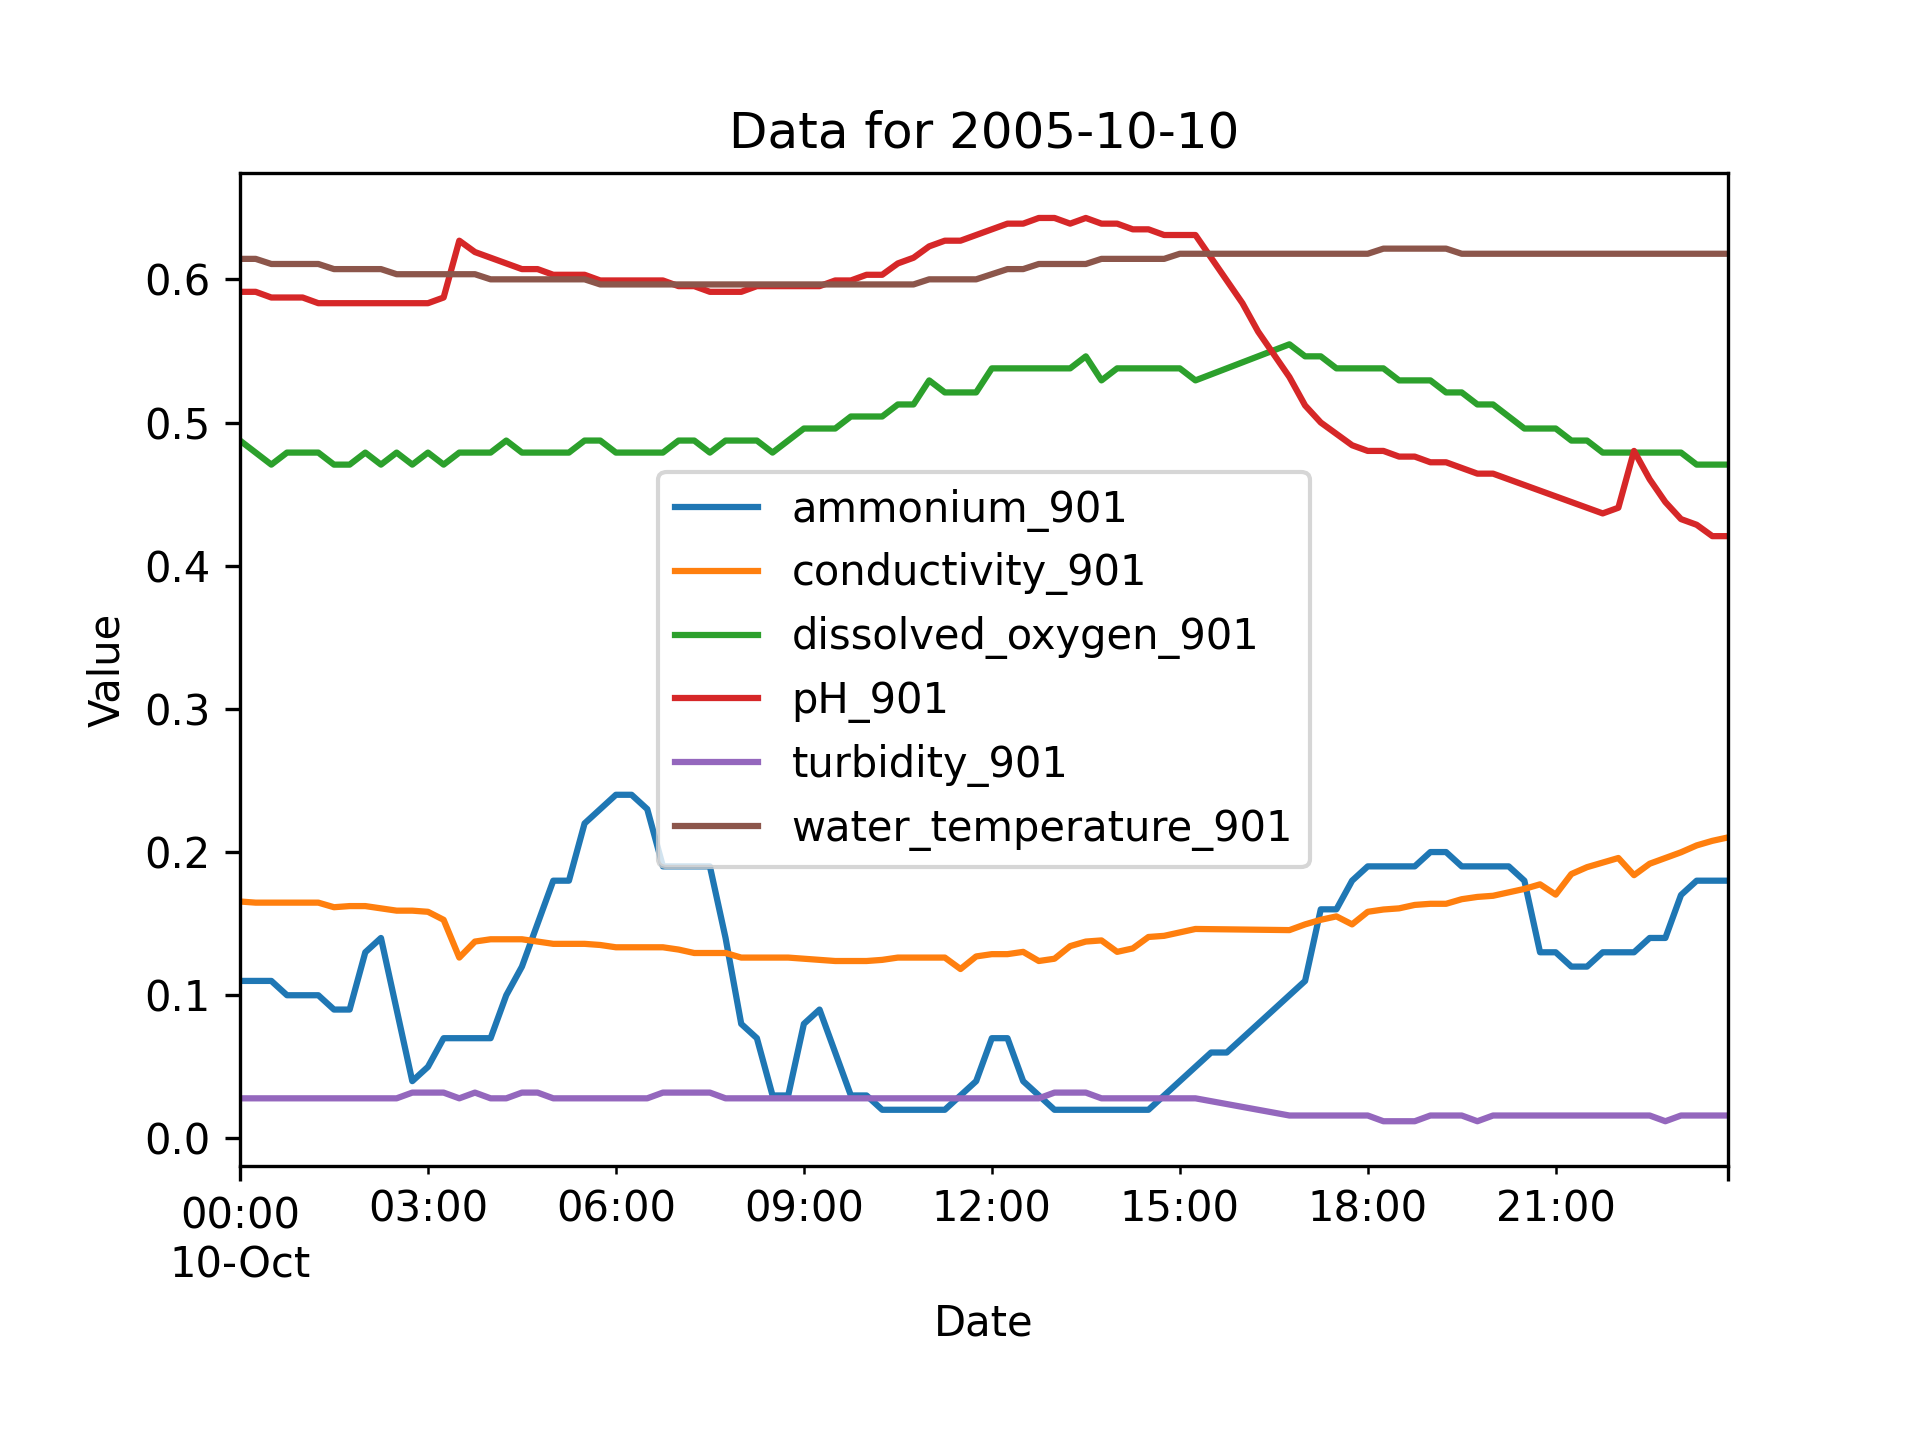 Data for 2005-10-10
Value
0.6
0.5
0.4
0.3
0.2
0.1
0.0
ammonium_901
conductivity_901
dissolved_oxygen_901
pH_901
turbidity_901
water_temperature_901
00:00 03:00 06:00 09:00 12:00 15:00 18:00 21:00
10-Oct
Date